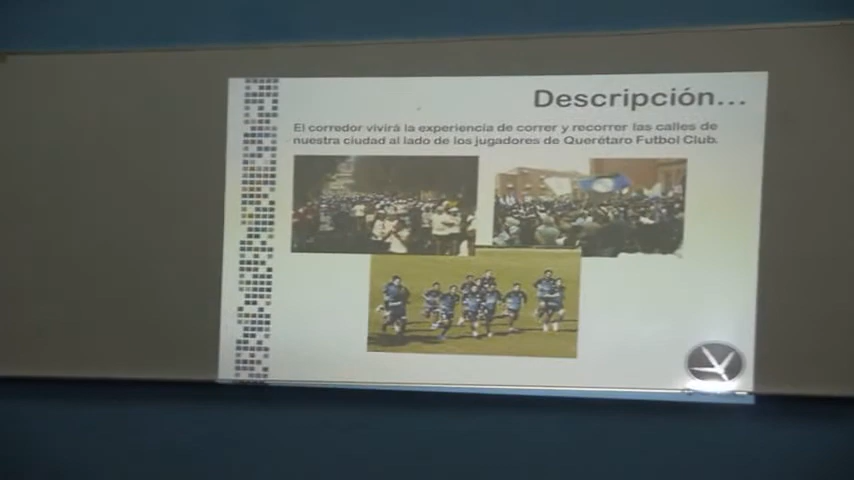 Descripción...
El corredor vivirá la experiencia de correr y recorrer las calles de
nuestra ciudad al lado de los jugadores de Querétaro Futbol Club.